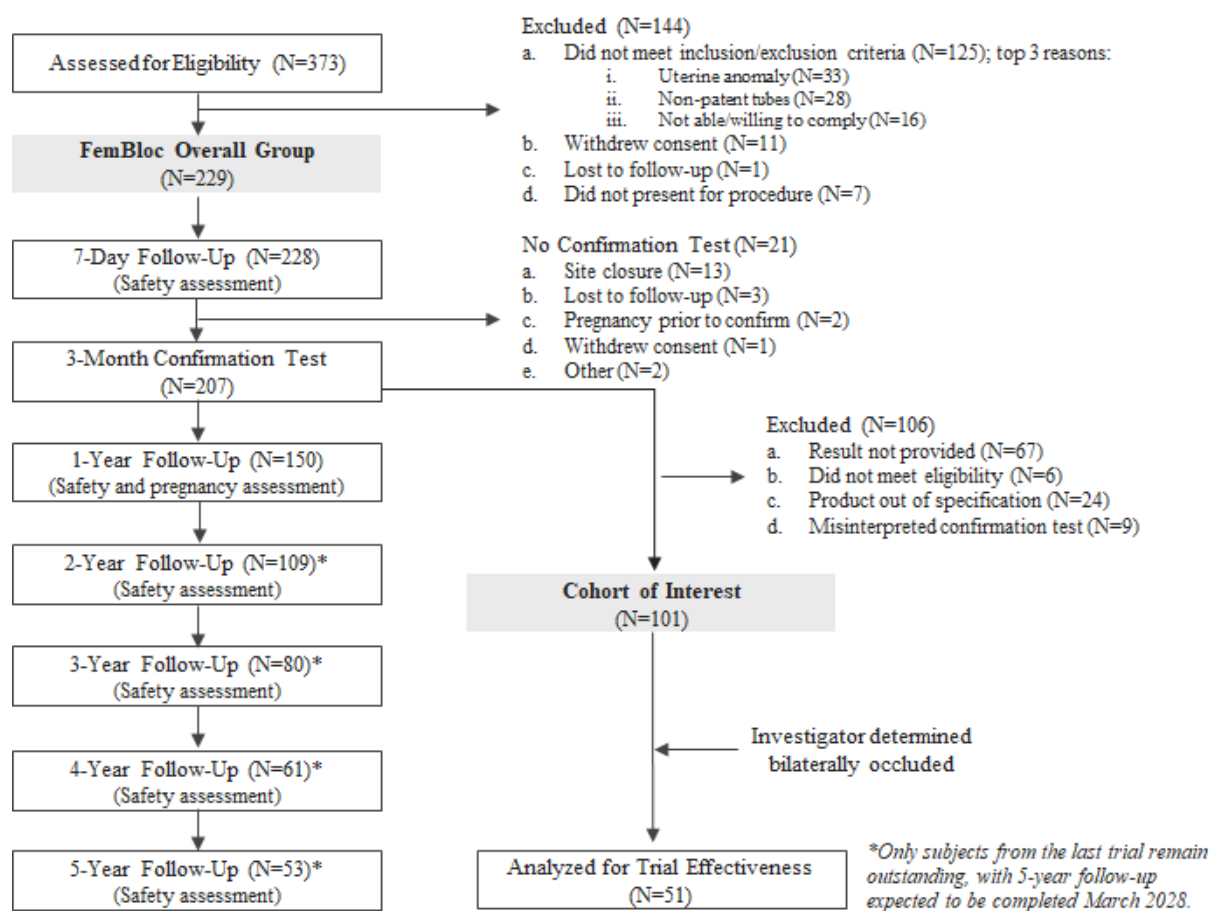 Assessed for Eligibility (N=373)
Excluded (N=144)
a. Did not meet inclusion/exclusion criteria (N=125); top 3 reasons:
i. Uterine anomaly (N=33)
ii. Non-patent tubes (N=28)
iii. Not able/willing to comply (N=16)
b. Withdrew consent (N=11)
c. Lost to follow-up (N=1)
d. Did not present for procedure (N=7)
FemBloc Overall Group
(N=229)
7-Day Follow-Up (N=228)
(Safety assessment)
No Confirmation Test (N=21)
a. Site closure (N=13)
b. Lost to follow-up (N=3)
c. Pregnancy prior to confirm (N=2)
d. Withdrew consent (N=1)
e. Other (N=2)
3-Month Confirmation Test
(N=207)
Excluded (N=106)
a. Result not provided (N=67)
b. Did not meet eligibility (N=6)
c. Product out of specification (N=24)
d. Misinterpreted confirmation test (N=9)
1-Year Follow-Up (N=150)
(Safety and pregnancy assessment)
2-Year Follow-Up (N=109)*
(Safety assessment)
Cohort of Interest
(N=101)
3-Year Follow-Up (N=80)*
(Safety assessment)
Investigator determined
bilaterally occluded
4-Year Follow-Up (N=61)*
(Safety assessment)
5-Year Follow-Up (N=53)*
(Safety assessment)
Analyzed for Trial Effectiveness
(N=51)
*Only subjects from the last trial remain
outstanding, with 5-year follow-up
expected to be completed March 2028.